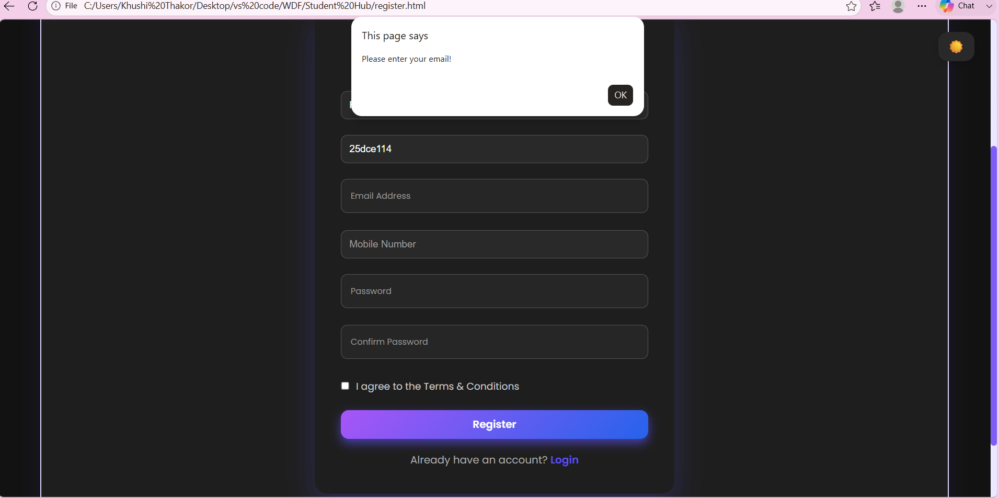 File C:/Users/Khushi%20Thakor/Desktop/vs%20code/WDF/Student%20Hub/register.html
Chat
This page says
Please enter your email!
OK
25dce114
Email Address
Mobile Number
Password
Confirm Password
I agree to the Terms & Conditions
Register
Already have an account? Login